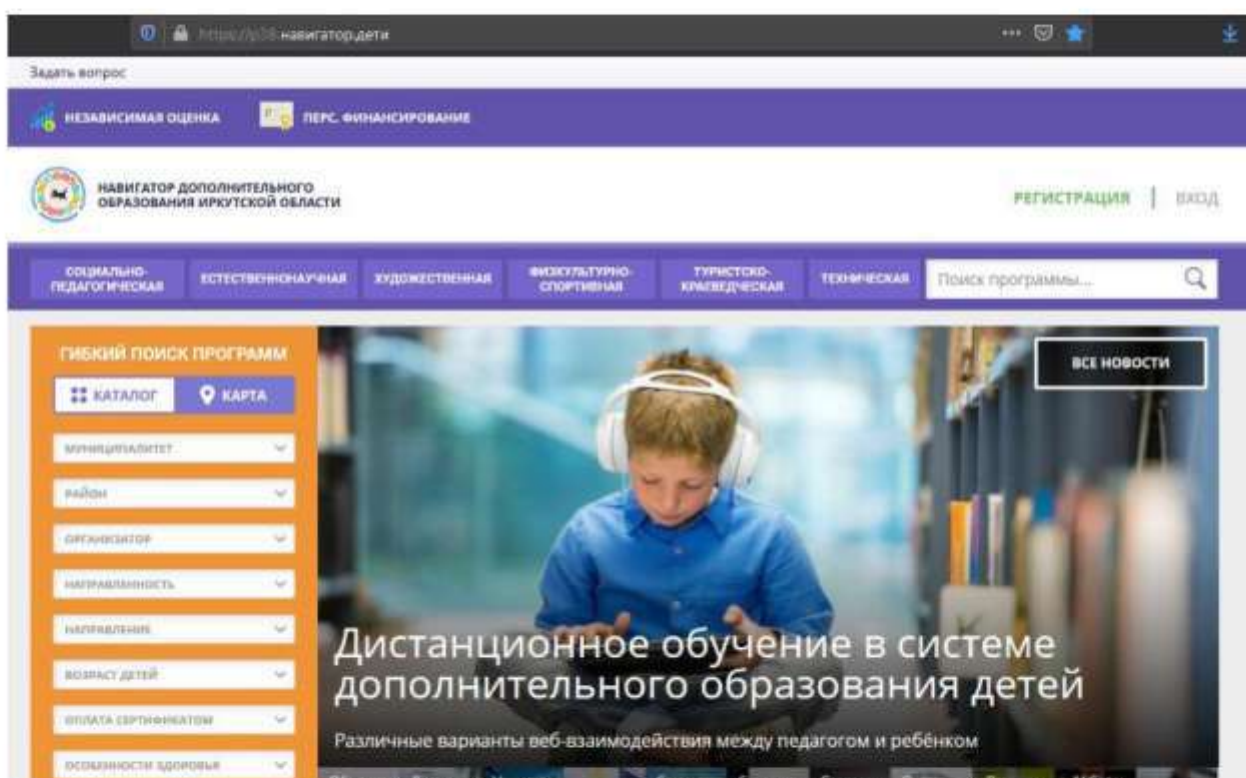 https://р38.навигатор.дети
Задать вопрос
НЕЗАВИСИМАЯ ОЦЕНКА
ПЕРС. ФИНАНСИРОВАНИЕ
НАВИГАТОР ДОПОЛНИТЕЛЬНОГО
ОБРАЗОВАНИЯ ИРКУТСКОЙ ОБЛАСТИ
РЕГИСТРАЦИЯ | ВХОД
СОЦИАЛЬНО-
ПЕДАГОГИЧЕСКАЯ
ЕСТЕСТВЕННОНАУЧНАЯ
ХУДОЖЕСТВЕННАЯ
ФИЗКУЛЬТУРНО-
СПОРТИВНАЯ
ТУРИСТСКО-
КРАЕВЕДЧЕСКАЯ
ТЕХНИЧЕСКАЯ
Поиск программы...
ГИБКИЙ ПОИСК ПРОГРАММ
КАТАЛОГ
КАРТА
МУНИЦИПАЛИТЕТ
РАЙОН
ОРГАНИЗАТОР
НАПРАВЛЕННОСТЬ
НАПРАВЛЕНИЕ
ВОЗРАСТ ДЕТЕЙ
ОПЛАТА СЕРТИФИКАТОМ
ОСОБЕННОСТИ ЗДОРОВЬЯ
ВСЕ НОВОСТИ
Дистанционное обучение в системе
дополнительного образования детей
Различные варианты веб-взаимодействия между педагогом и ребёнком